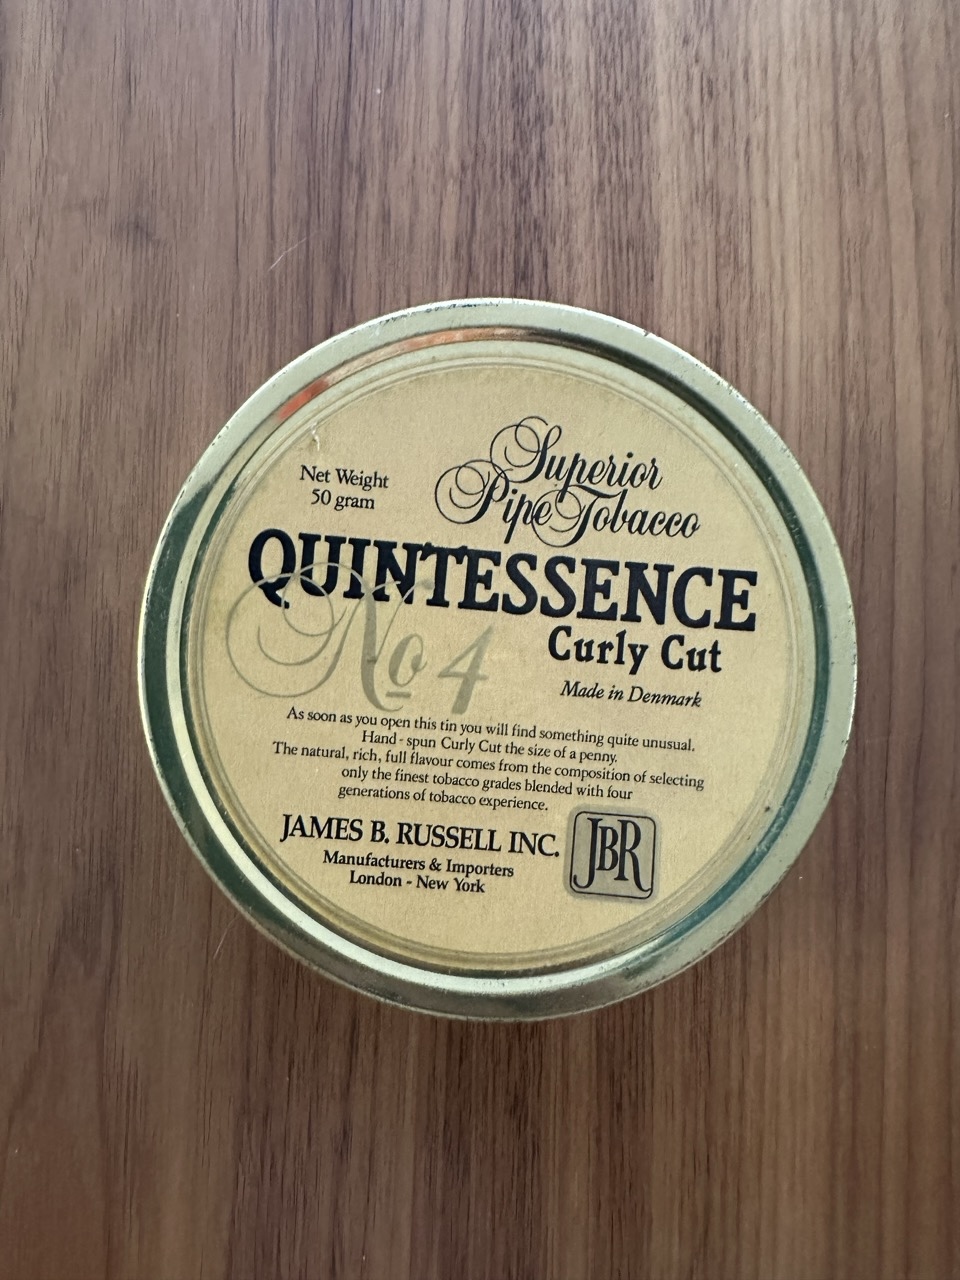 Net Weight
50 gram
Superior
Pipe Tobacco
QUINTESSENCE
No 4
Curly Cut
Made in Denmark
As soon as you open this tin you will find something quite unusual.
Hand - spun Curly Cut the size of a penny.
The natural, rich, full flavour comes from the composition of selecting
only the finest tobacco grades blended with four
generations of tobacco experience.
JAMES B. RUSSELL INC.
Manufacturers & Importers
London - New York
JBR